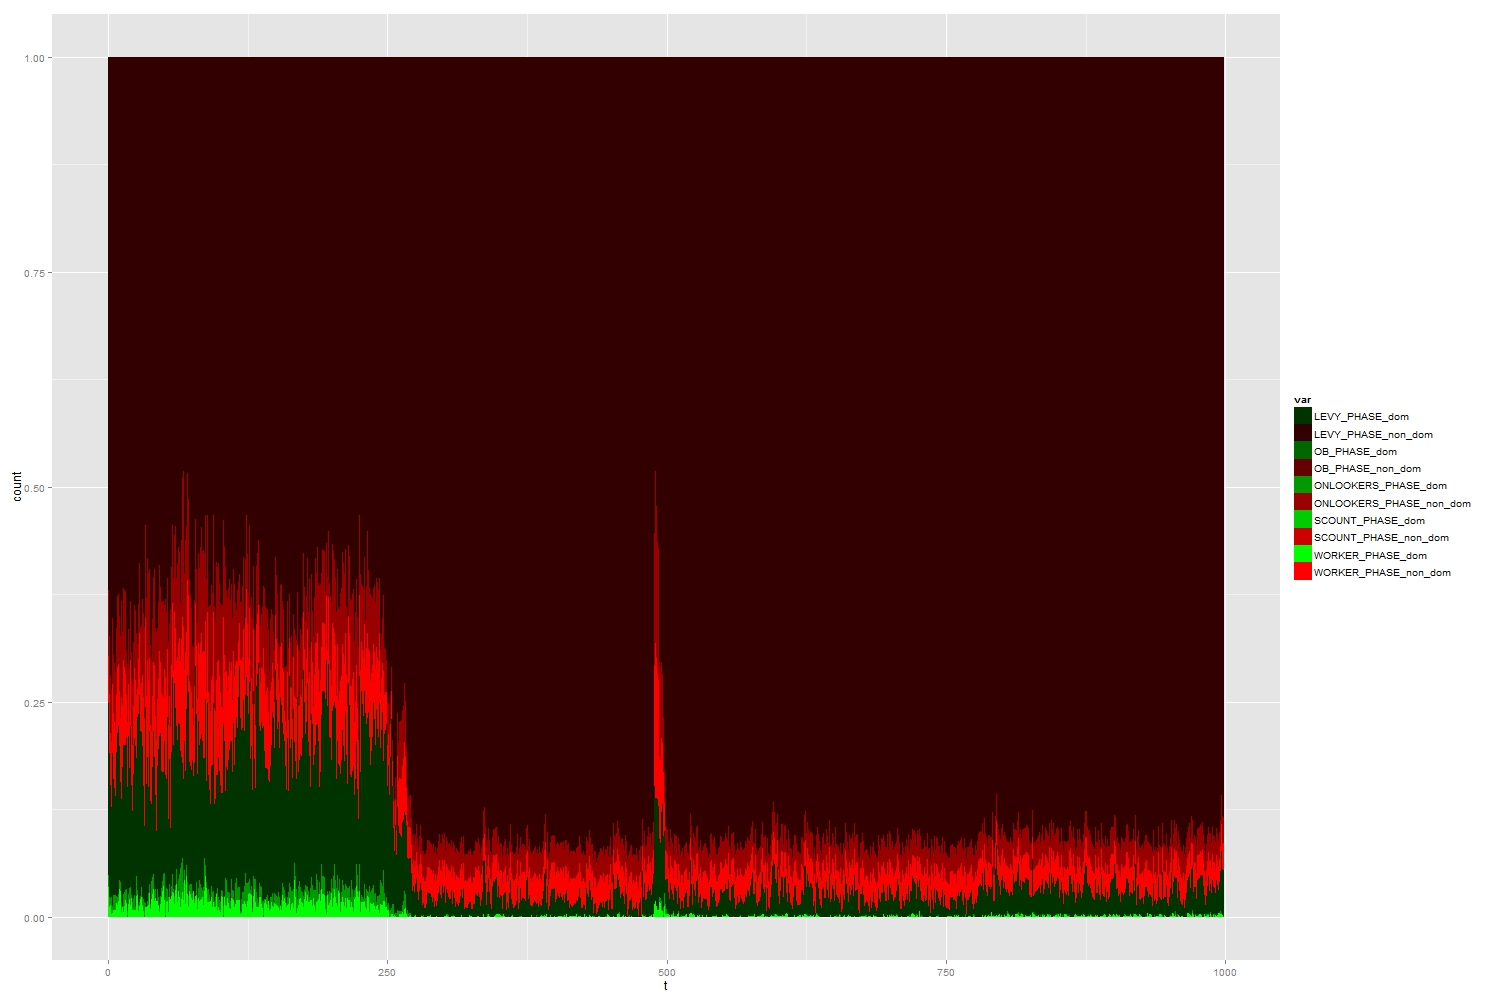 1.00
0.75
0.50
0.25
0.00
count
0
250
500
750
1000
t
var
LEVY_PHASE_dom
LEVY_PHASE_non_dom
OB_PHASE_dom
OB_PHASE_non_dom
ONLOOKERS_PHASE_dom
ONLOOKERS_PHASE_non_dom
SCOUNT_PHASE_dom
SCOUNT_PHASE_non_dom
WORKER_PHASE_dom
WORKER_PHASE_non_dom